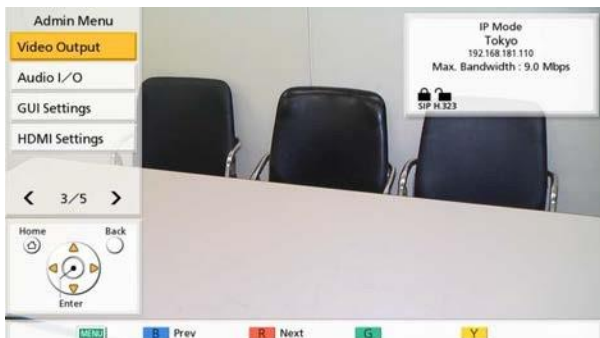 Admin Menu
Video Output
Audio I/O
GUI Settings
HDMI Settings
3/5
Home
Back
Enter
IP Mode
Tokyo
192.168.181.110
Max. Bandwidth : 9.0 Mbps
SIP H.323
MENU
B Prev
R Next
G
Y